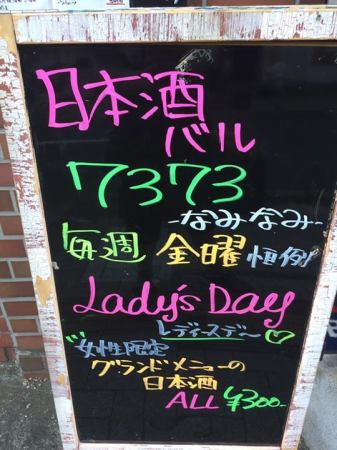 日本酒
バル
7373
-なみなみ-
毎週 金曜 恒例!
Lady's Day
レディースデー♡
女性限定
グランドメニューの
日本酒
ALL ¥300-